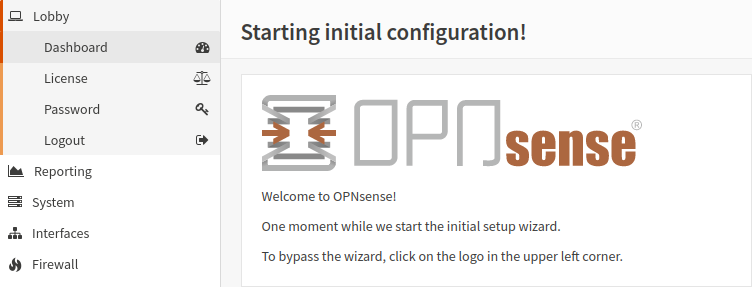 Lobby
Dashboard
License
Password
Logout
Reporting
System
Interfaces
Firewall
Starting initial configuration!
OPNsense®
Welcome to OPNsense!
One moment while we start the initial setup wizard.
To bypass the wizard, click on the logo in the upper left corner.